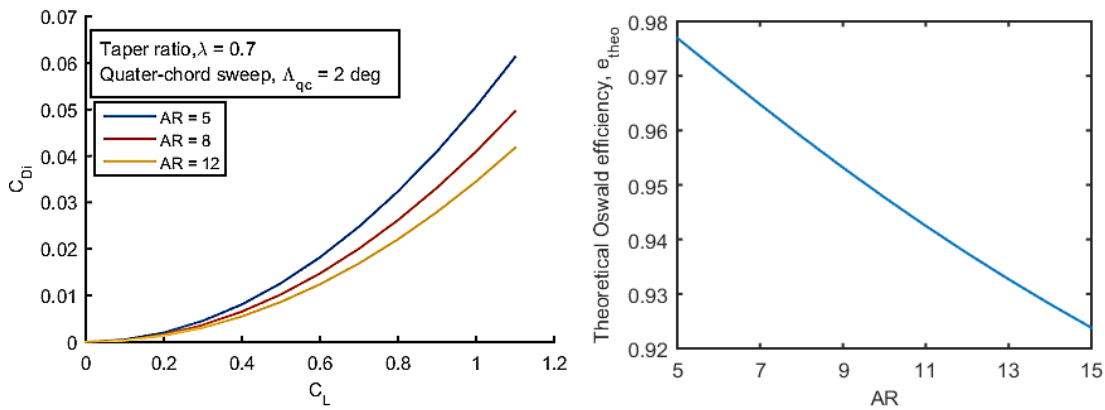 0.07
0.06
0.05
0.04
0.03
0.02
0.01
0
C_Di
Taper ratio,λ = 0.7
Quater-chord sweep, Λ_qc = 2 deg
AR = 5
AR = 8
AR = 12
0 0.2 0.4 0.6 0.8 1 1.2
C_L
0.98
0.97
0.96
0.95
0.94
0.93
0.92
Theoretical Oswald efficiency, e_theo
5 7 9 11 13 15
AR